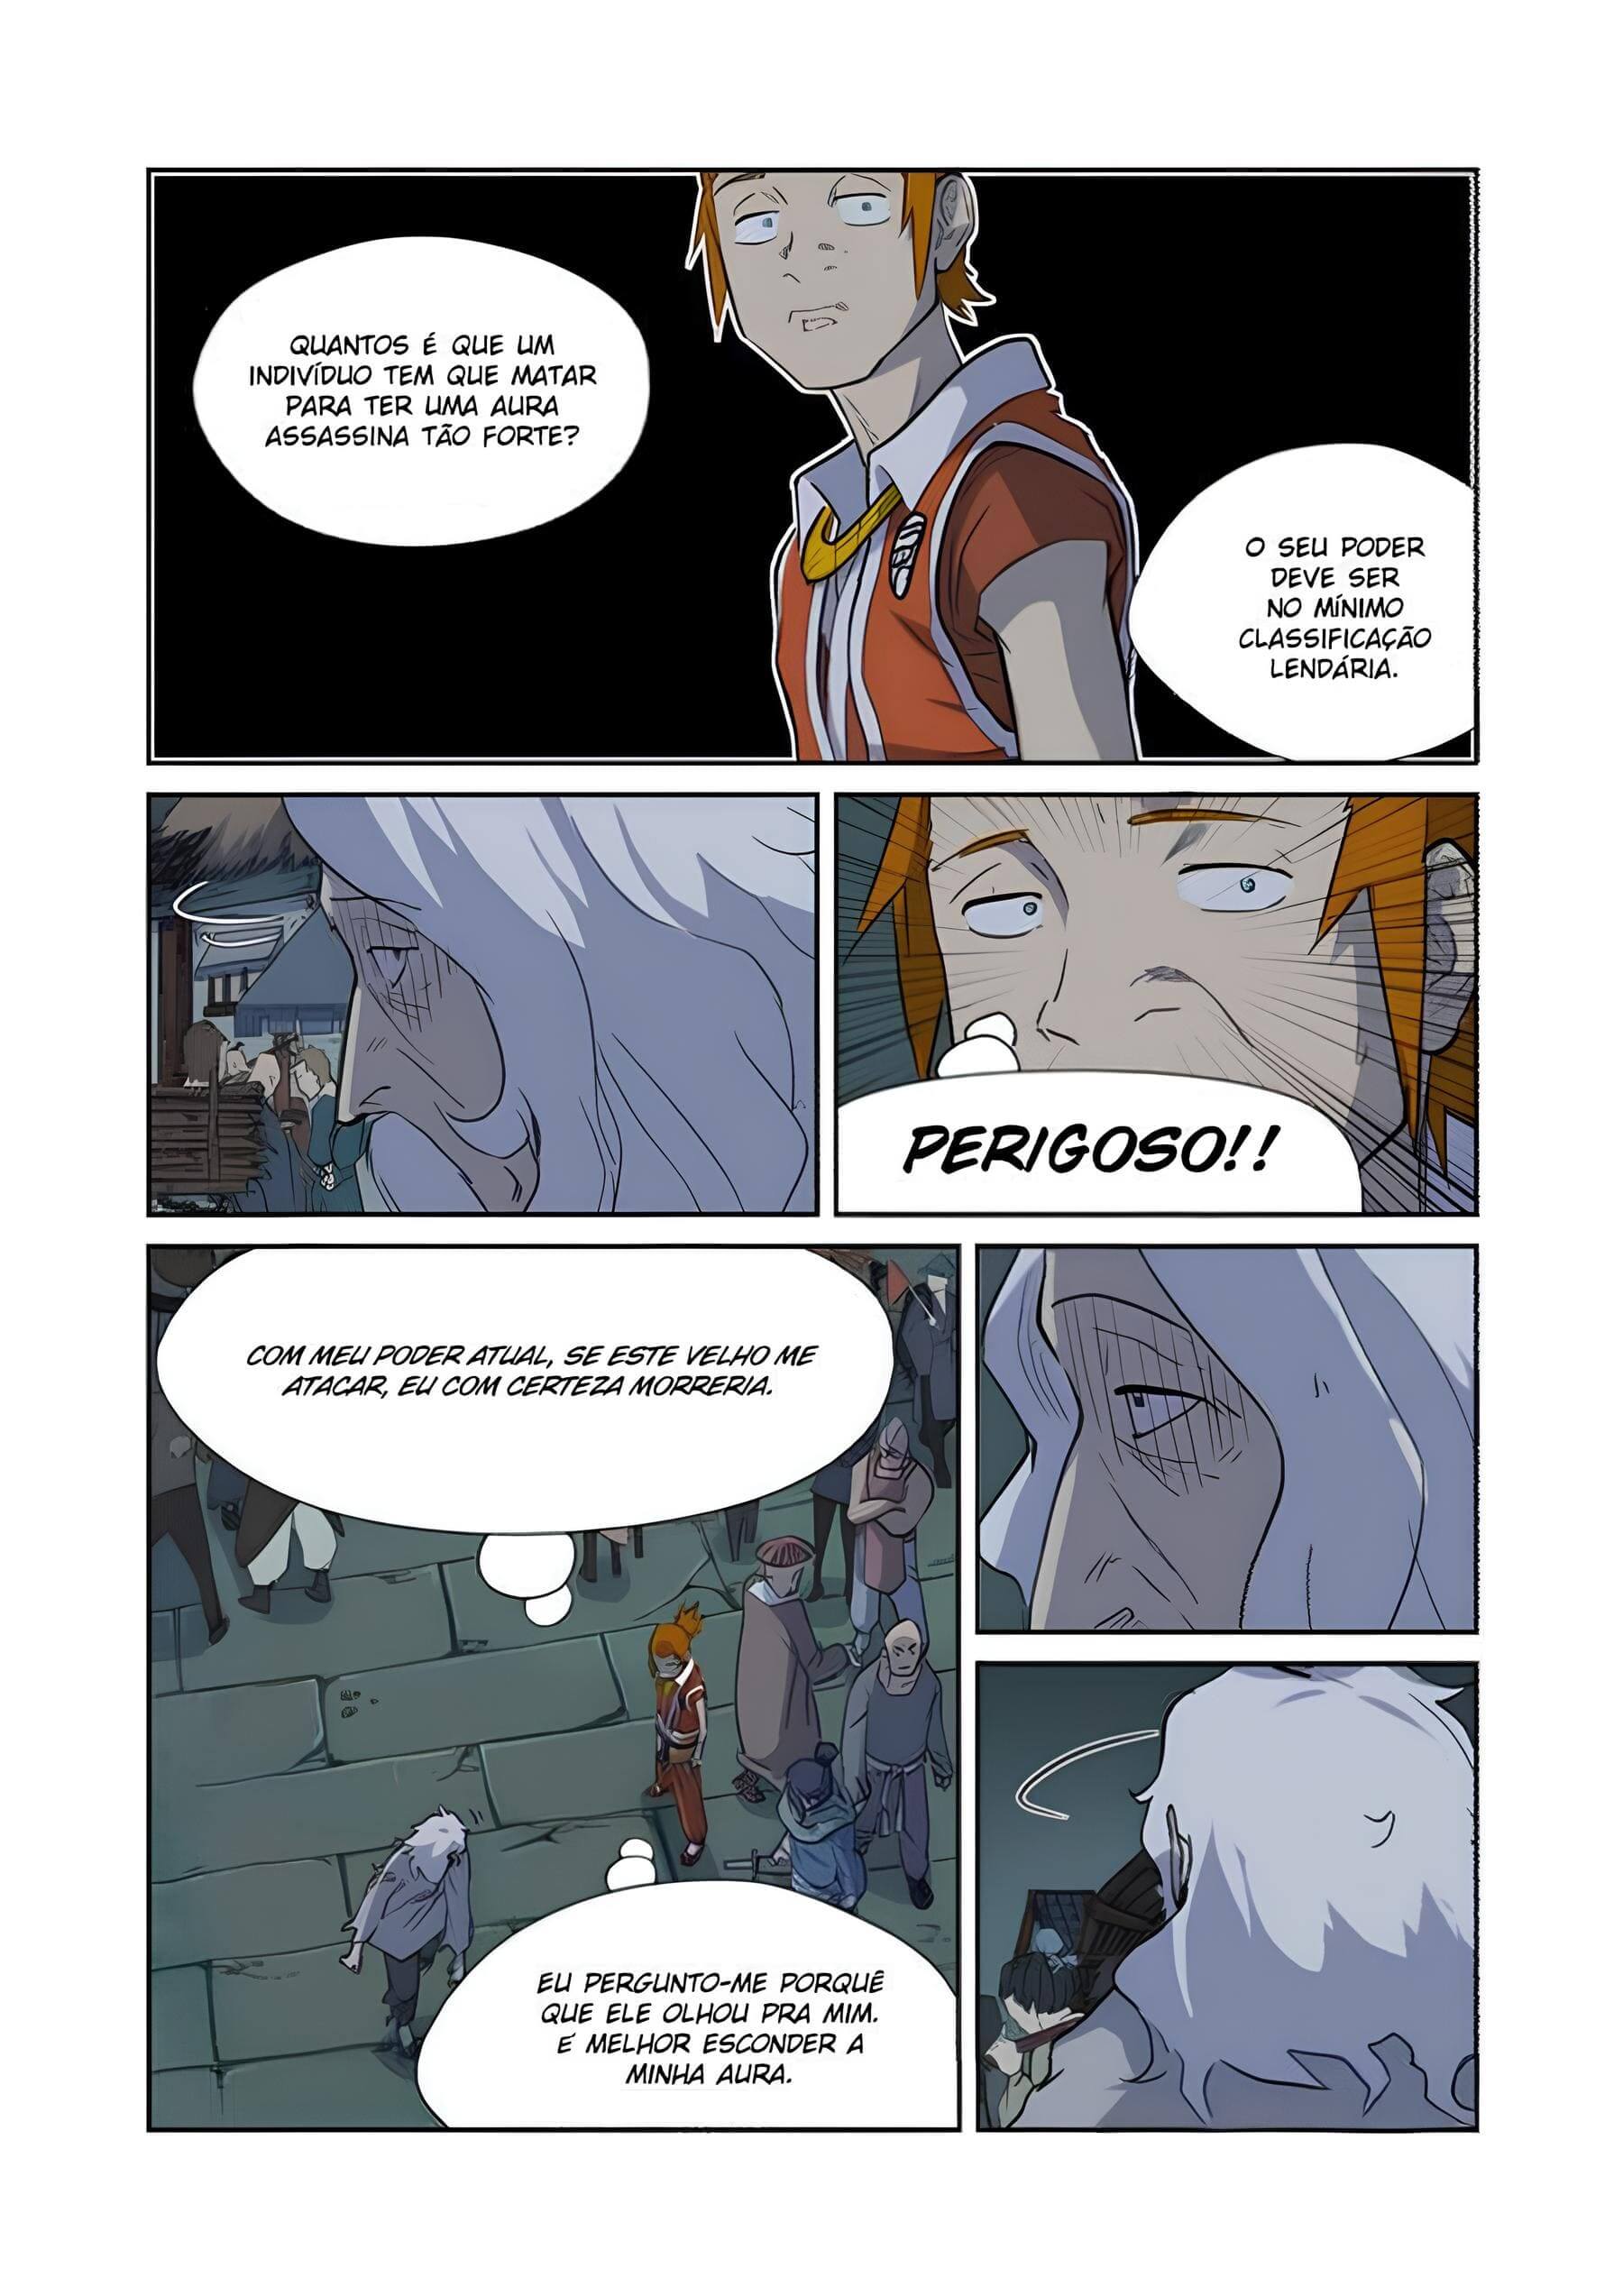 QUANTOS É QUE UM
INDIVÍDUO TEM QUE MATAR
PARA TER UMA AURA
ASSASSINA TÃO FORTE?
O SEU PODER
DEVE SER
NO MÍNIMO
CLASSIFICAÇÃO
LENDÁRIA.
PERIGOSO!!
COM MEU PODER ATUAL, SE ESTE VELHO ME
ATACAR, EU COM CERTEZA MORRERIA.
EU PERGUNTO-ME PORQUÊ
QUE ELE OLHOU PRA MIM.
É MELHOR ESCONDER A
MINHA AURA.